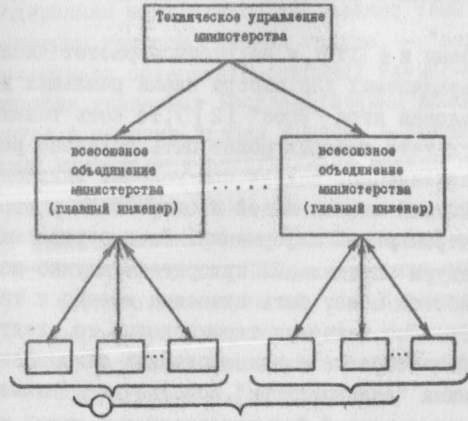 Техническое управление
министерства
всесоюзное
объединение
министерства
(главный инженер)
. . . . .
всесоюзное
объединение
министерства
(главный инженер)
...
...